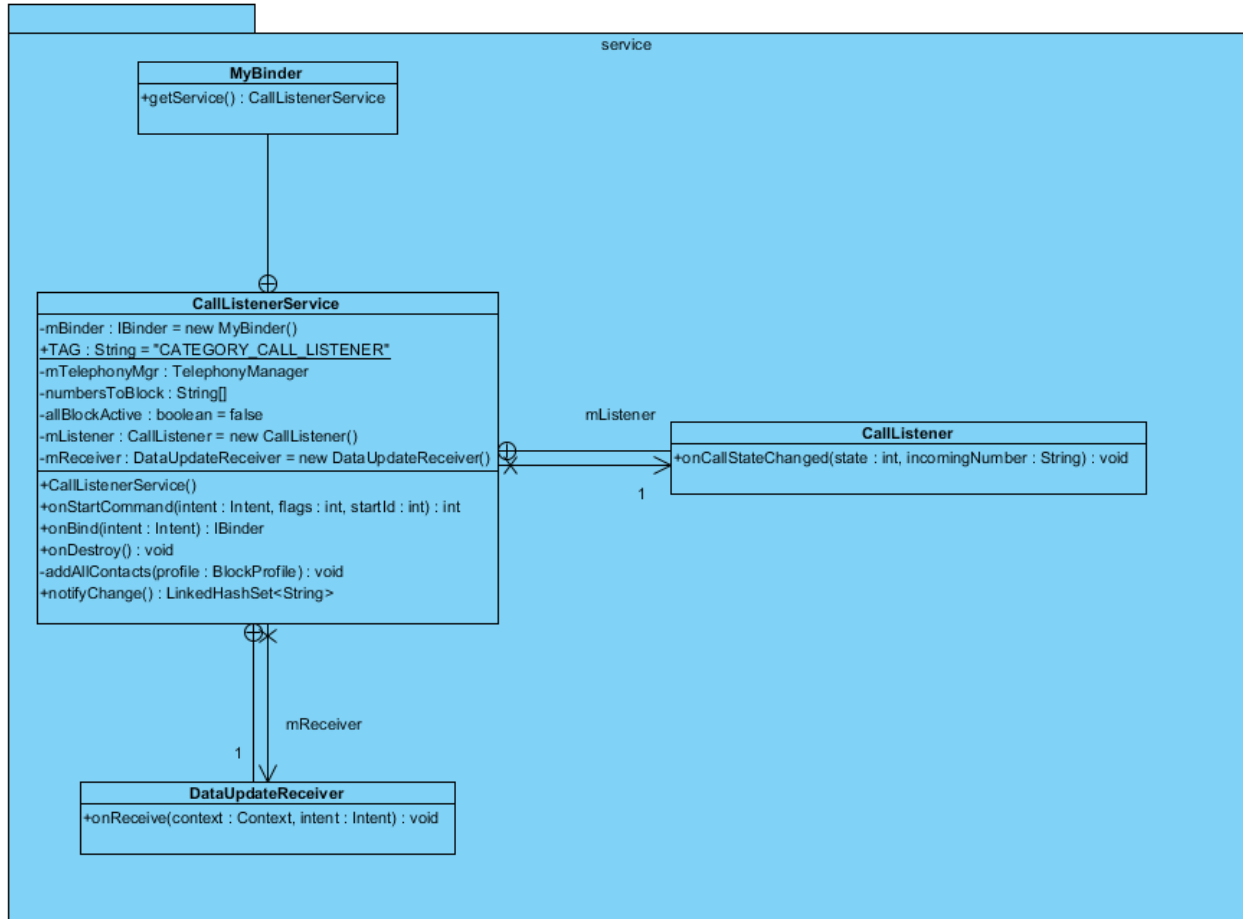 service
MyBinder
+getService() : CallListenerService
CallListenerService
-mBinder : IBinder = new MyBinder()
+TAG : String = "CATEGORY_CALL_LISTENER"
-mTelephonyMgr : TelephonyManager
-numbersToBlock : String[]
-allBlockActive : boolean = false
-mListener : CallListener = new CallListener()
-mReceiver : DataUpdateReceiver = new DataUpdateReceiver()
+CallListenerService()
+onStartCommand(intent : Intent, flags : int, startId : int) : int
+onBind(intent : Intent) : IBinder
+onDestroy() : void
-addAllContacts(profile : BlockProfile) : void
+notifyChange() : LinkedHashSet<String>
mListener
1
CallListener
+onCallStateChanged(state : int, incomingNumber : String) : void
mReceiver
1
DataUpdateReceiver
+onReceive(context : Context, intent : Intent) : void